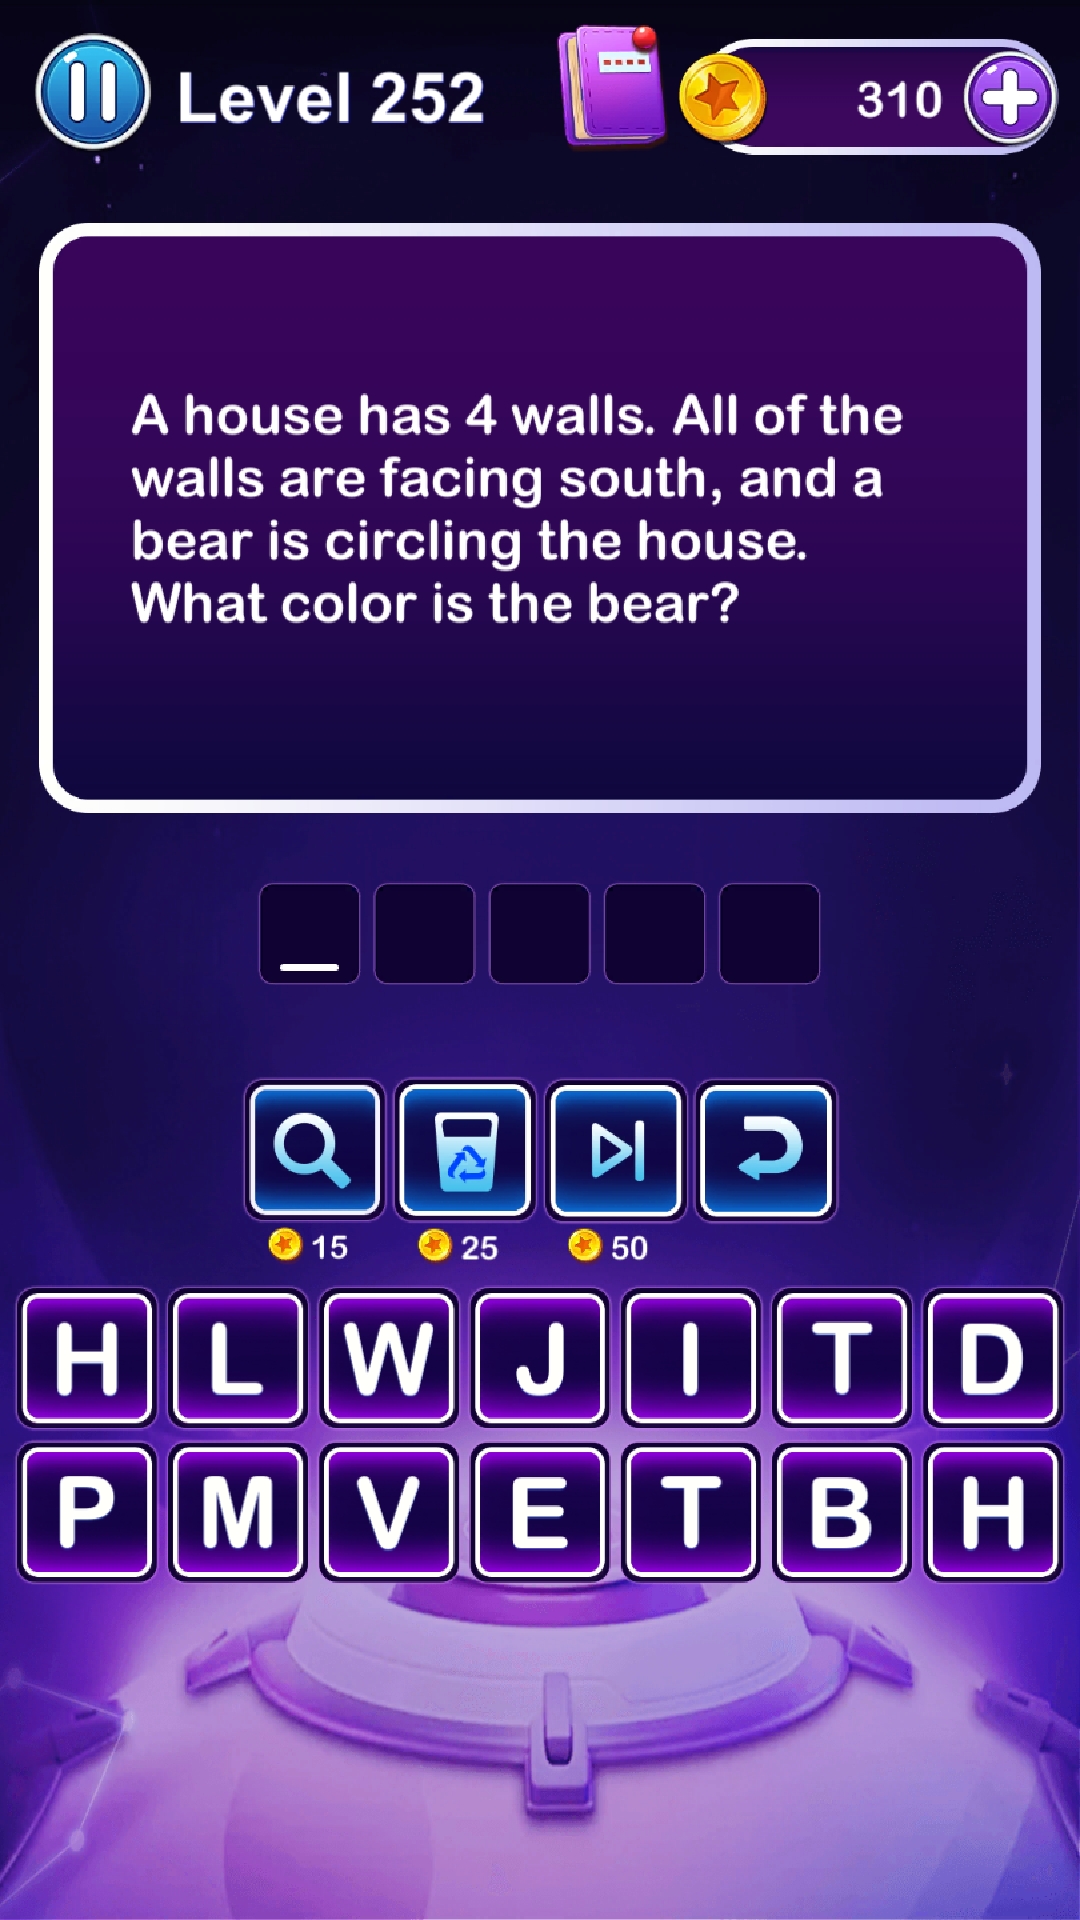 Level 252
310
A house has 4 walls. All of the
walls are facing south, and a
bear is circling the house.
What color is the bear?
15 25 50
H L W J I T D
P M V E T B H